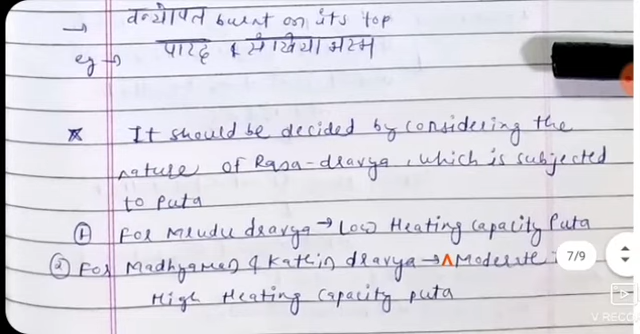 → वन्योपल burnt on its top
eg → पारद & संखिया भस्म
* It should be decided by considering the
nature of Rasa-dravya, which is subjected
to Puta
① For Mrudu dravya → Low Heating capacity Puta
② For Madhyam & Kathin dravya → ^Moderate
High Heating Capacity puta
7/9
V RECO